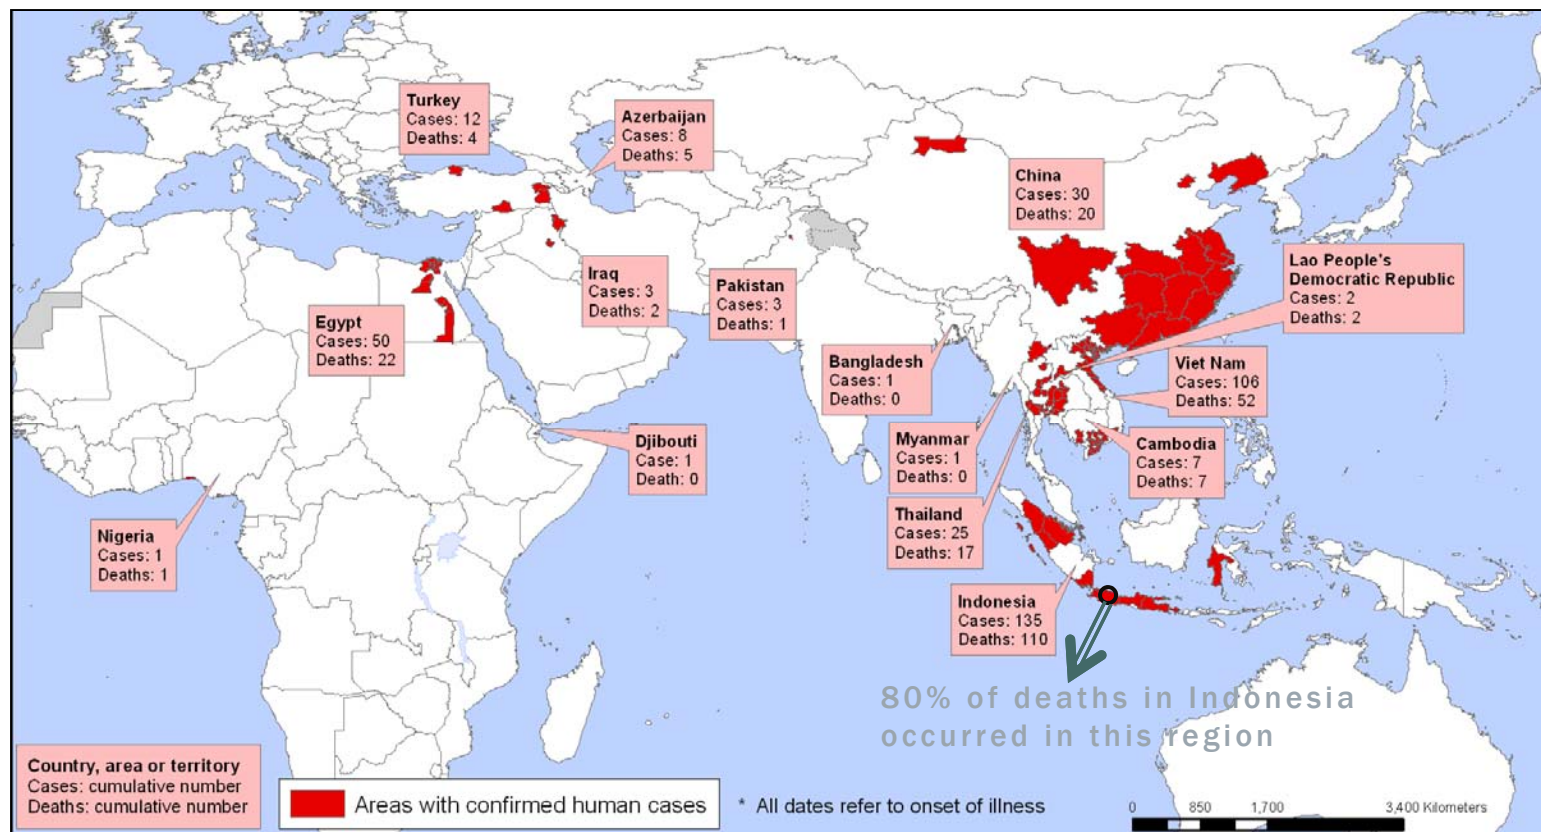 Turkey
Cases: 12
Deaths: 4
Azerbaijan
Cases: 8
Deaths: 5
China
Cases: 30
Deaths: 20
Lao People's
Democratic Republic
Cases: 2
Deaths: 2
Iraq
Cases: 3
Deaths: 2
Pakistan
Cases: 3
Deaths: 1
Egypt
Cases: 50
Deaths: 22
Bangladesh
Cases: 1
Deaths: 0
Viet Nam
Cases: 106
Deaths: 52
Djibouti
Case: 1
Death: 0
Myanmar
Cases: 1
Deaths: 0
Cambodia
Cases: 7
Deaths: 7
Nigeria
Cases: 1
Deaths: 1
Thailand
Cases: 25
Deaths: 17
Indonesia
Cases: 135
Deaths: 110
80% of deaths in Indonesia
occurred in this region
Country, area or territory
Cases: cumulative number
Deaths: cumulative number
Areas with confirmed human cases
* All dates refer to onset of illness
0 850 1,700 3,400 Kilometers